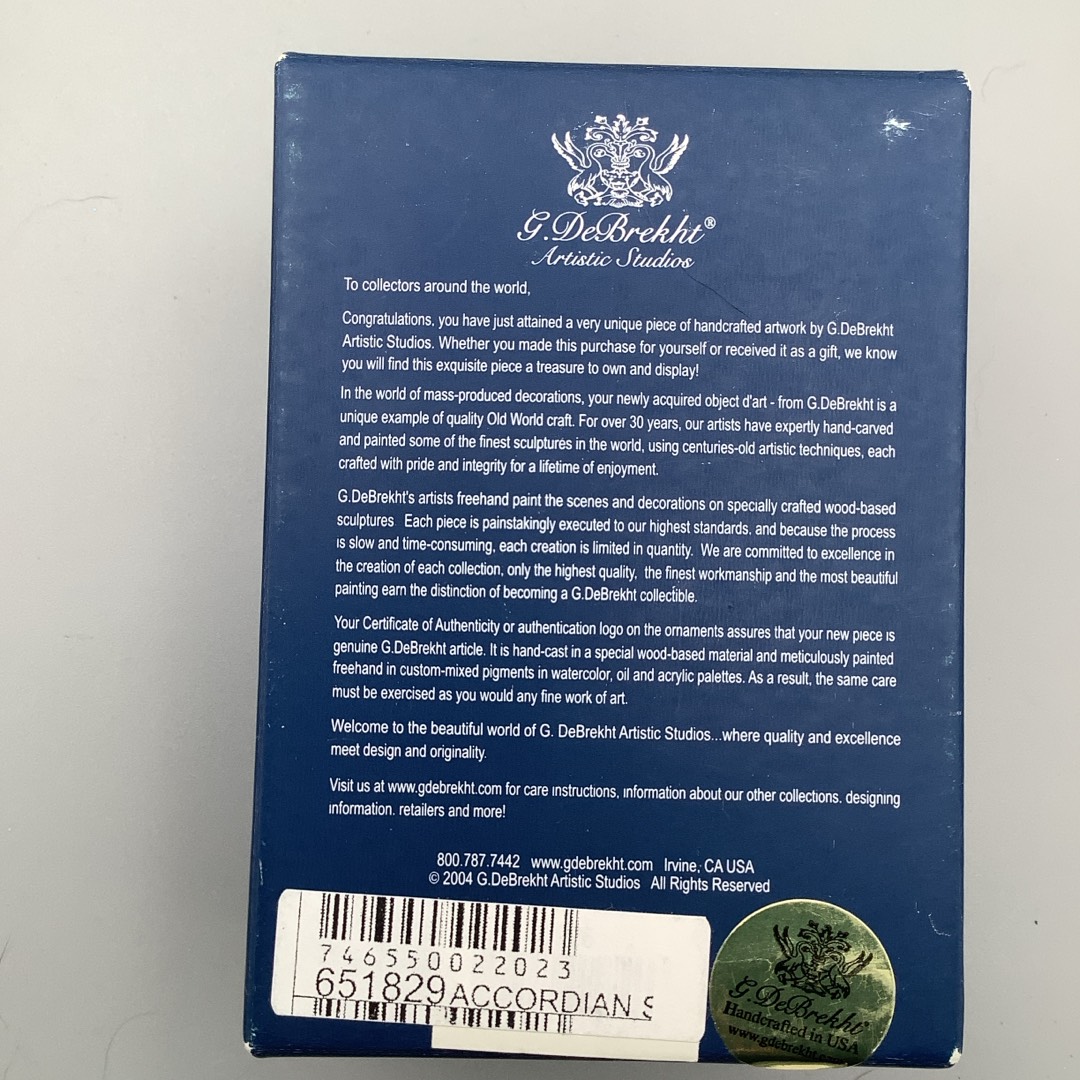 G.DeBrekht®
Artistic Studios
To collectors around the world,
Congratulations, you have just attained a very unique piece of handcrafted artwork by G.DeBrekht
Artistic Studios. Whether you made this purchase for yourself or received it as a gift, we know
you will find this exquisite piece a treasure to own and display!
In the world of mass-produced decorations, your newly acquired object d'art - from G.DeBrekht is a
unique example of quality Old World craft. For over 30 years, our artists have expertly hand-carved
and painted some of the finest sculptures in the world, using centuries-old artistic techniques, each
crafted with pride and integrity for a lifetime of enjoyment.
G.DeBrekht's artists freehand paint the scenes and decorations on specially crafted wood-based
sculptures Each piece is painstakingly executed to our highest standards. and because the process
is slow and time-consuming, each creation is limited in quantity. We are committed to excellence in
the creation of each collection, only the highest quality, the finest workmanship and the most beautiful
painting earn the distinction of becoming a G.DeBrekht collectible.
Your Certificate of Authenticity or authentication logo on the ornaments assures that your new piece is
genuine G.DeBrekht article. It is hand-cast in a special wood-based material and meticulously painted
freehand in custom-mixed pigments in watercolor, oil and acrylic palettes. As a result, the same care
must be exercised as you would any fine work of art.
Welcome to the beautiful world of G. DeBrekht Artistic Studios...where quality and excellence
meet design and originality.
Visit us at www.gdebrekht.com for care instructions, information about our other collections. designing
information. retailers and more!
800.787.7442 www.gdebrekht.com Irvine, CA USA
© 2004 G.DeBrekht Artistic Studios All Rights Reserved
746550022023
651829 ACCORDIAN S
G.DeBrekht®
Handcrafted in USA
www.gdebrekht.com